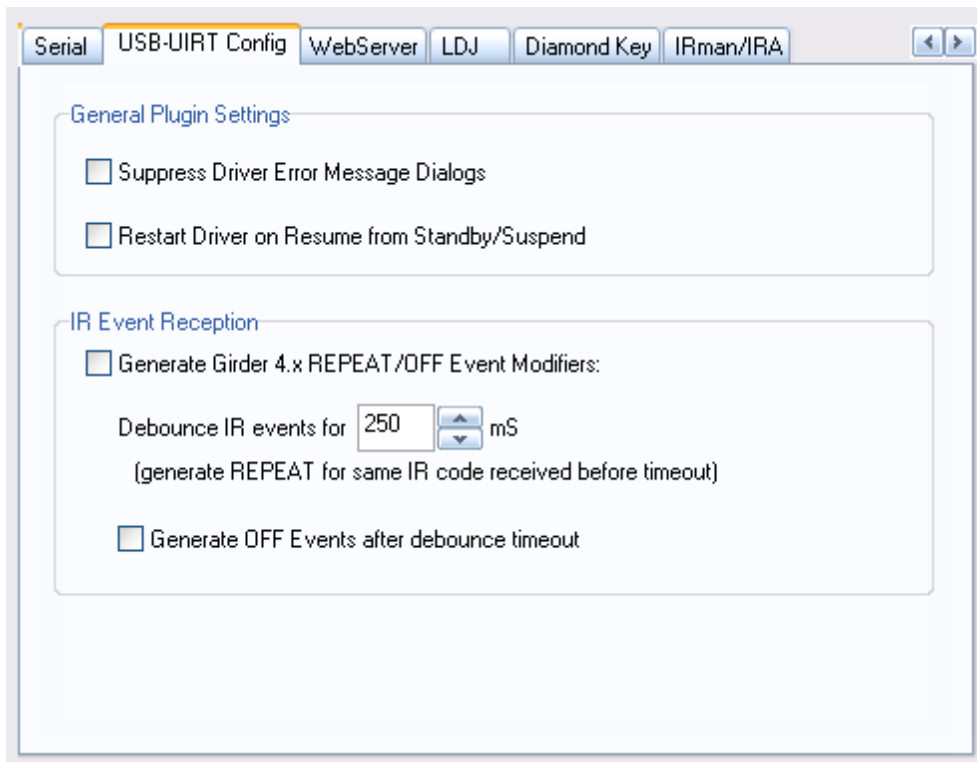 Serial USB-UIRT Config WebServer LDJ Diamond Key IRman/IRA
General Plugin Settings
Suppress Driver Error Message Dialogs
Restart Driver on Resume from Standby/Suspend
IR Event Reception
Generate Girder 4.x REPEAT/OFF Event Modifiers:
Debounce IR events for 250 mS
(generate REPEAT for same IR code received before timeout)
Generate OFF Events after debounce timeout